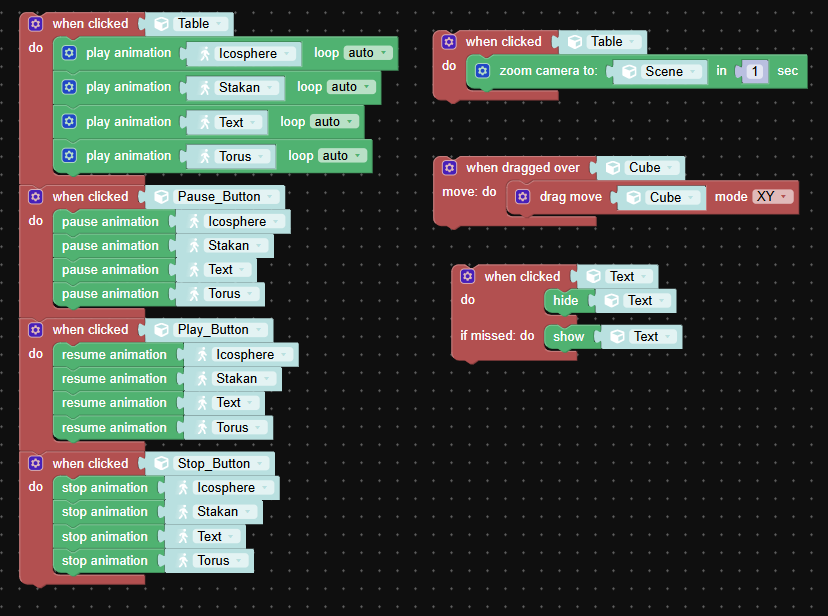 when clicked Table
do play animation Icosphere loop auto
play animation Stakan loop auto
play animation Text loop auto
play animation Torus loop auto
when clicked Pause_Button
do pause animation Icosphere
pause animation Stakan
pause animation Text
pause animation Torus
when clicked Play_Button
do resume animation Icosphere
resume animation Stakan
resume animation Text
resume animation Torus
when clicked Stop_Button
do stop animation Icosphere
stop animation Stakan
stop animation Text
stop animation Torus
when clicked Table
do zoom camera to: Scene in 1 sec
when dragged over Cube
move: do drag move Cube mode XY
when clicked Text
do hide Text
if missed: do show Text